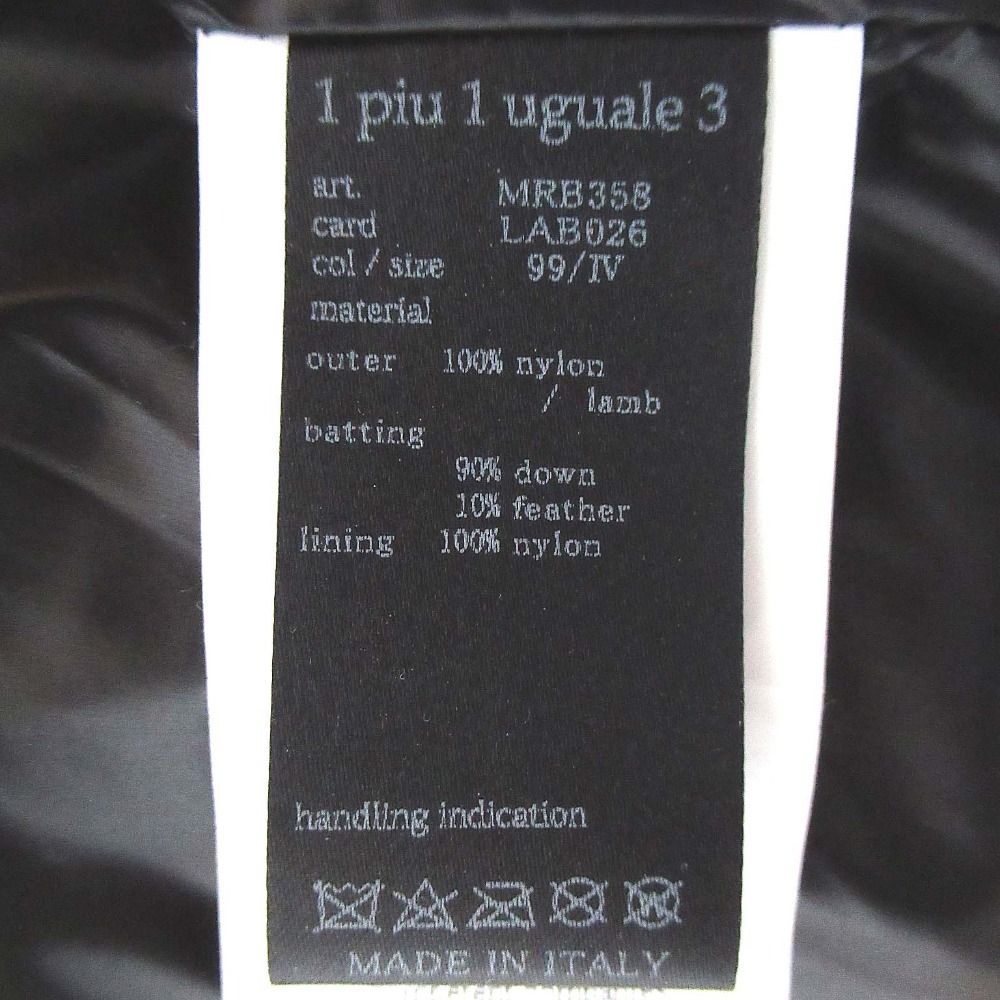 1 piu 1 uguale 3
art. MRB358
card LAB026
col / size 99/IV
material
outer 100% nylon
/ lamb
batting
90% down
10% feather
lining 100% nylon
handling indication
MADE IN ITALY